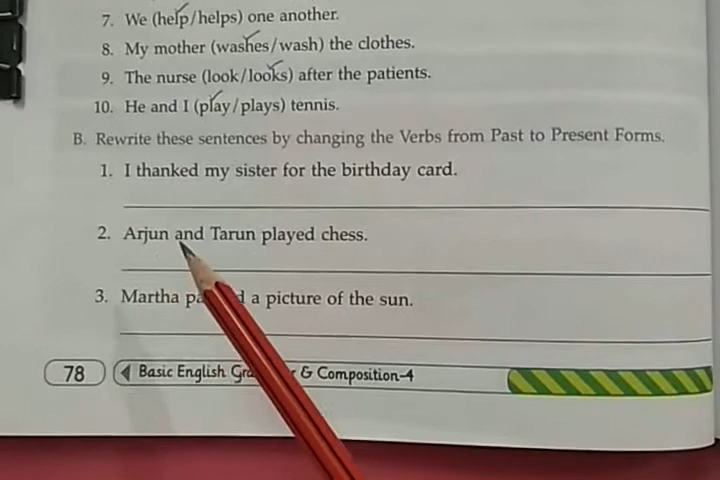 7. We (help/helps) one another.
8. My mother (washes/wash) the clothes.
9. The nurse (look/looks) after the patients.
10. He and I (play/plays) tennis.
B. Rewrite these sentences by changing the Verbs from Past to Present Forms.
1. I thanked my sister for the birthday card.
2. Arjun and Tarun played chess.
3. Martha a picture of the sun.
78 Basic English & Composition-4